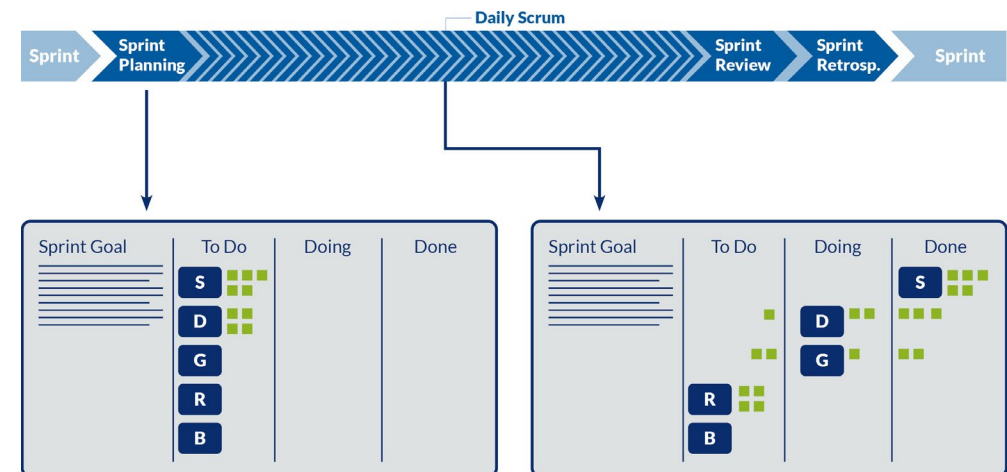 Daily Scrum
Sprint
Sprint
Planning
Sprint
Review
Sprint
Retrosp.
Sprint
Sprint Goal
To Do
Doing
Done
S
D
G
R
B
Sprint Goal
To Do
Doing
Done
S
D
G
R
B